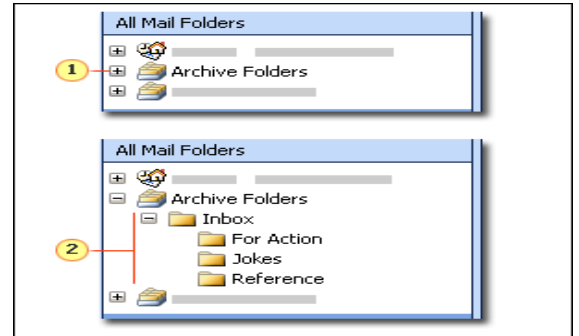 All Mail Folders
1
Archive Folders
All Mail Folders
Archive Folders
Inbox
2
For Action
Jokes
Reference